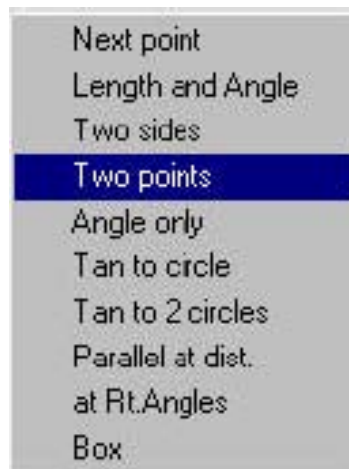 Next point
Length and Angle
Two sides
Two points
Angle only
Tan to circle
Tan to 2 circles
Parallel at dist.
at Rt.Angles
Box